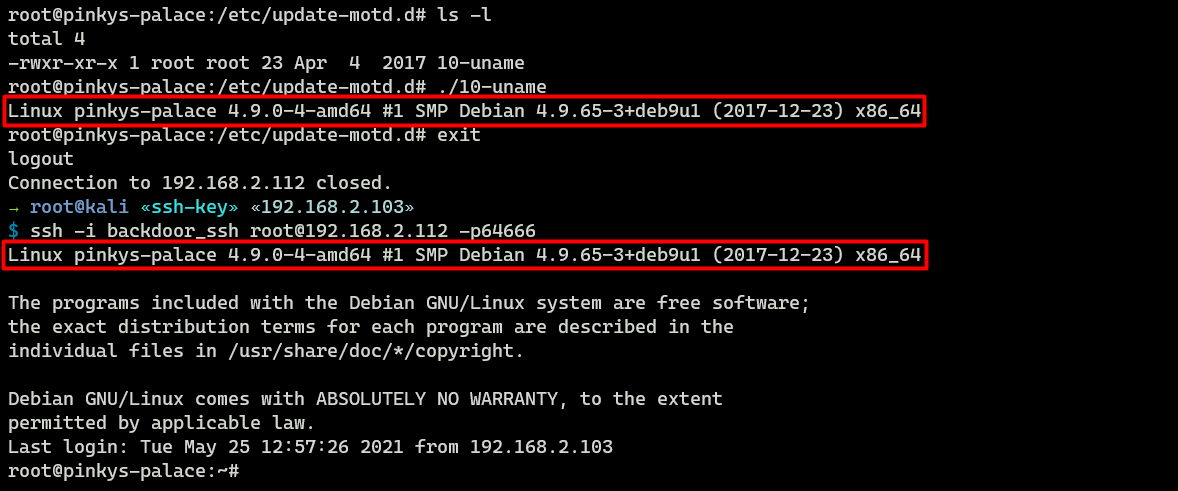 root@pinkys-palace:/etc/update-motd.d# ls -l
total 4
-rwxr-xr-x 1 root root 23 Apr  4  2017 10-uname
root@pinkys-palace:/etc/update-motd.d# ./10-uname
Linux pinkys-palace 4.9.0-4-amd64 #1 SMP Debian 4.9.65-3+deb9u1 (2017-12-23) x86_64
root@pinkys-palace:/etc/update-motd.d# exit
logout
Connection to 192.168.2.112 closed.
→ root@kali «ssh-key» «192.168.2.103»
$ ssh -i backdoor_ssh root@192.168.2.112 -p64666
Linux pinkys-palace 4.9.0-4-amd64 #1 SMP Debian 4.9.65-3+deb9u1 (2017-12-23) x86_64
The programs included with the Debian GNU/Linux system are free software;
the exact distribution terms for each program are described in the
individual files in /usr/share/doc/*/copyright.
Debian GNU/Linux comes with ABSOLUTELY NO WARRANTY, to the extent
permitted by applicable law.
Last login: Tue May 25 12:57:26 2021 from 192.168.2.103
root@pinkys-palace:~#